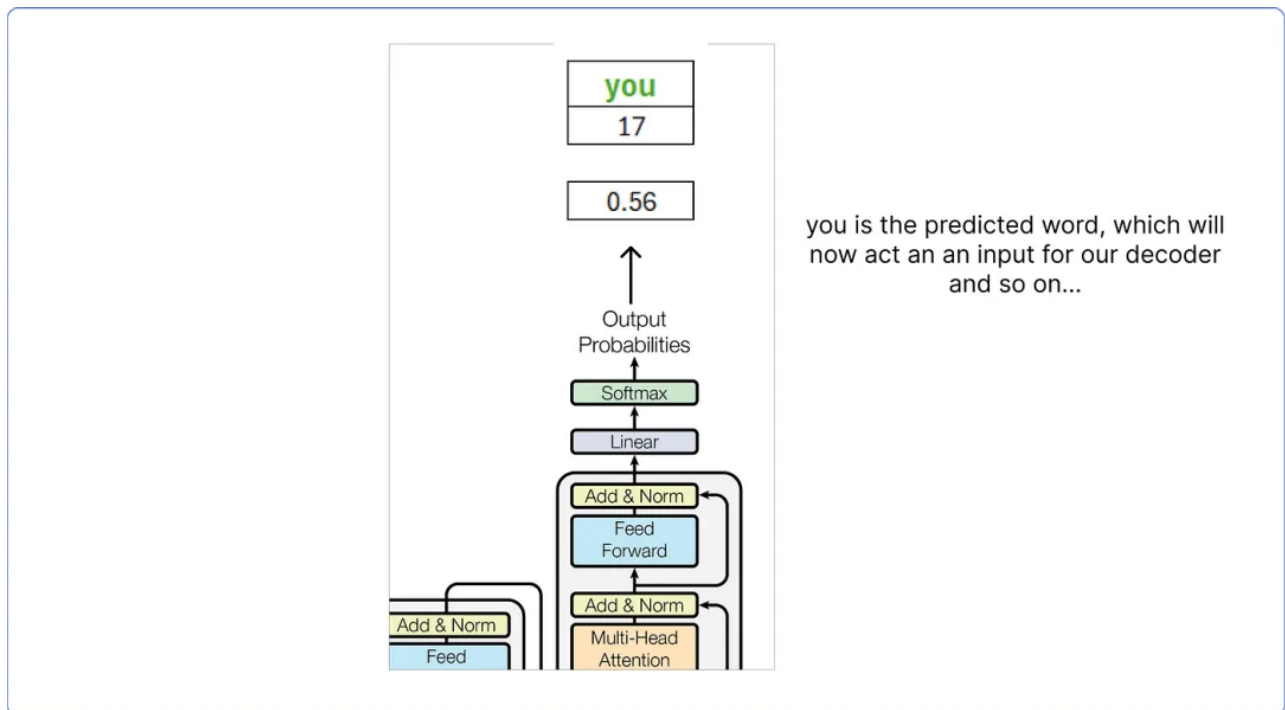 you
17
0.56
you is the predicted word, which will
now act an an input for our decoder
and so on...
Output
Probabilities
Softmax
Linear
Add & Norm
Feed
Forward
Add & Norm
Multi-Head
Attention
Add & Norm
Feed